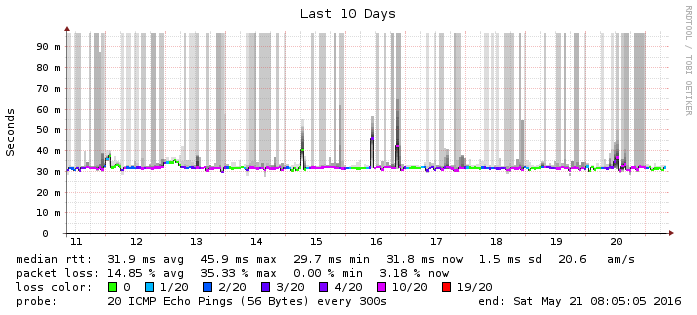 Last 10 Days
RRDTOOL / TOBI OETIKER
Seconds
90 m
80 m
70 m
60 m
50 m
40 m
30 m
20 m
10 m
0
11 12 13 14 15 16 17 18 19 20
median rtt: 31.9 ms avg 45.9 ms max 29.7 ms min 31.8 ms now 1.5 ms sd 20.6 am/s
packet loss: 14.85 % avg 35.33 % max 0.00 % min 3.18 % now
loss color: 0 1/20 2/20 3/20 4/20 10/20 19/20
probe: 20 ICMP Echo Pings (56 Bytes) every 300s end: Sat May 21 08:05:05 2016